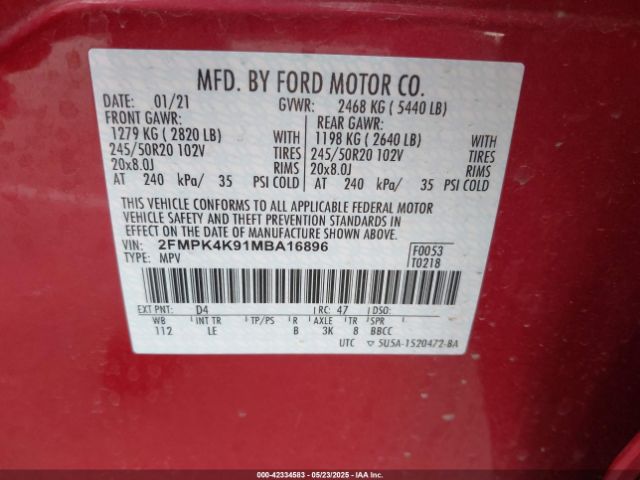 MFD. BY FORD MOTOR CO.
DATE: 01/21 GVWR: 2468 KG ( 5440 LB)
FRONT GAWR: REAR GAWR:
1279 KG ( 2820 LB) WITH 1198 KG ( 2640 LB) WITH
245/50R20 102V TIRES 245/50R20 102V TIRES
20x8.0J RIMS 20x8.0J RIMS
AT 240 kPa/ 35 PSI COLD AT 240 kPa/ 35 PSI COLD
THIS VEHICLE CONFORMS TO ALL APPLICABLE FEDERAL MOTOR
VEHICLE SAFETY AND THEFT PREVENTION STANDARDS IN
EFFECT ON THE DATE OF MANUFACTURE SHOWN ABOVE.
VIN: 2FMPK4K91MBA16896 F0053
TYPE: MPV T0218
EXT PNT: D4 RC: 47 DSO:
WB INT TR TP/PS R AXLE TR SPR
112 LE B 3K 8 BBCC
UTC 5U5A-1520472-BA
000-42334583 - 05/23/2025 - IAAI.com